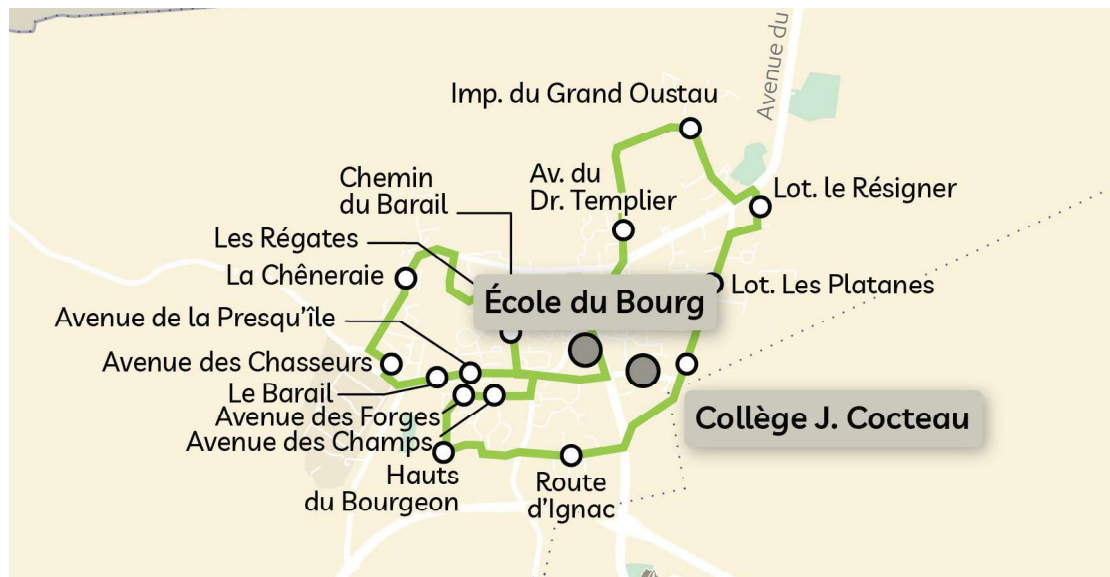 Avenue du
Imp. du Grand Oustau
Chemin
du Barail
Av. du
Dr. Templier
Lot. le Résigner
Les Régates
La Chêneraie
École du Bourg
Lot. Les Platanes
Avenue de la Presqu'île
Avenue des Chasseurs
Le Barail
Avenue des Forges
Avenue des Champs
Collège J. Cocteau
Hauts
du Bourgeon
Route
d'Ignac